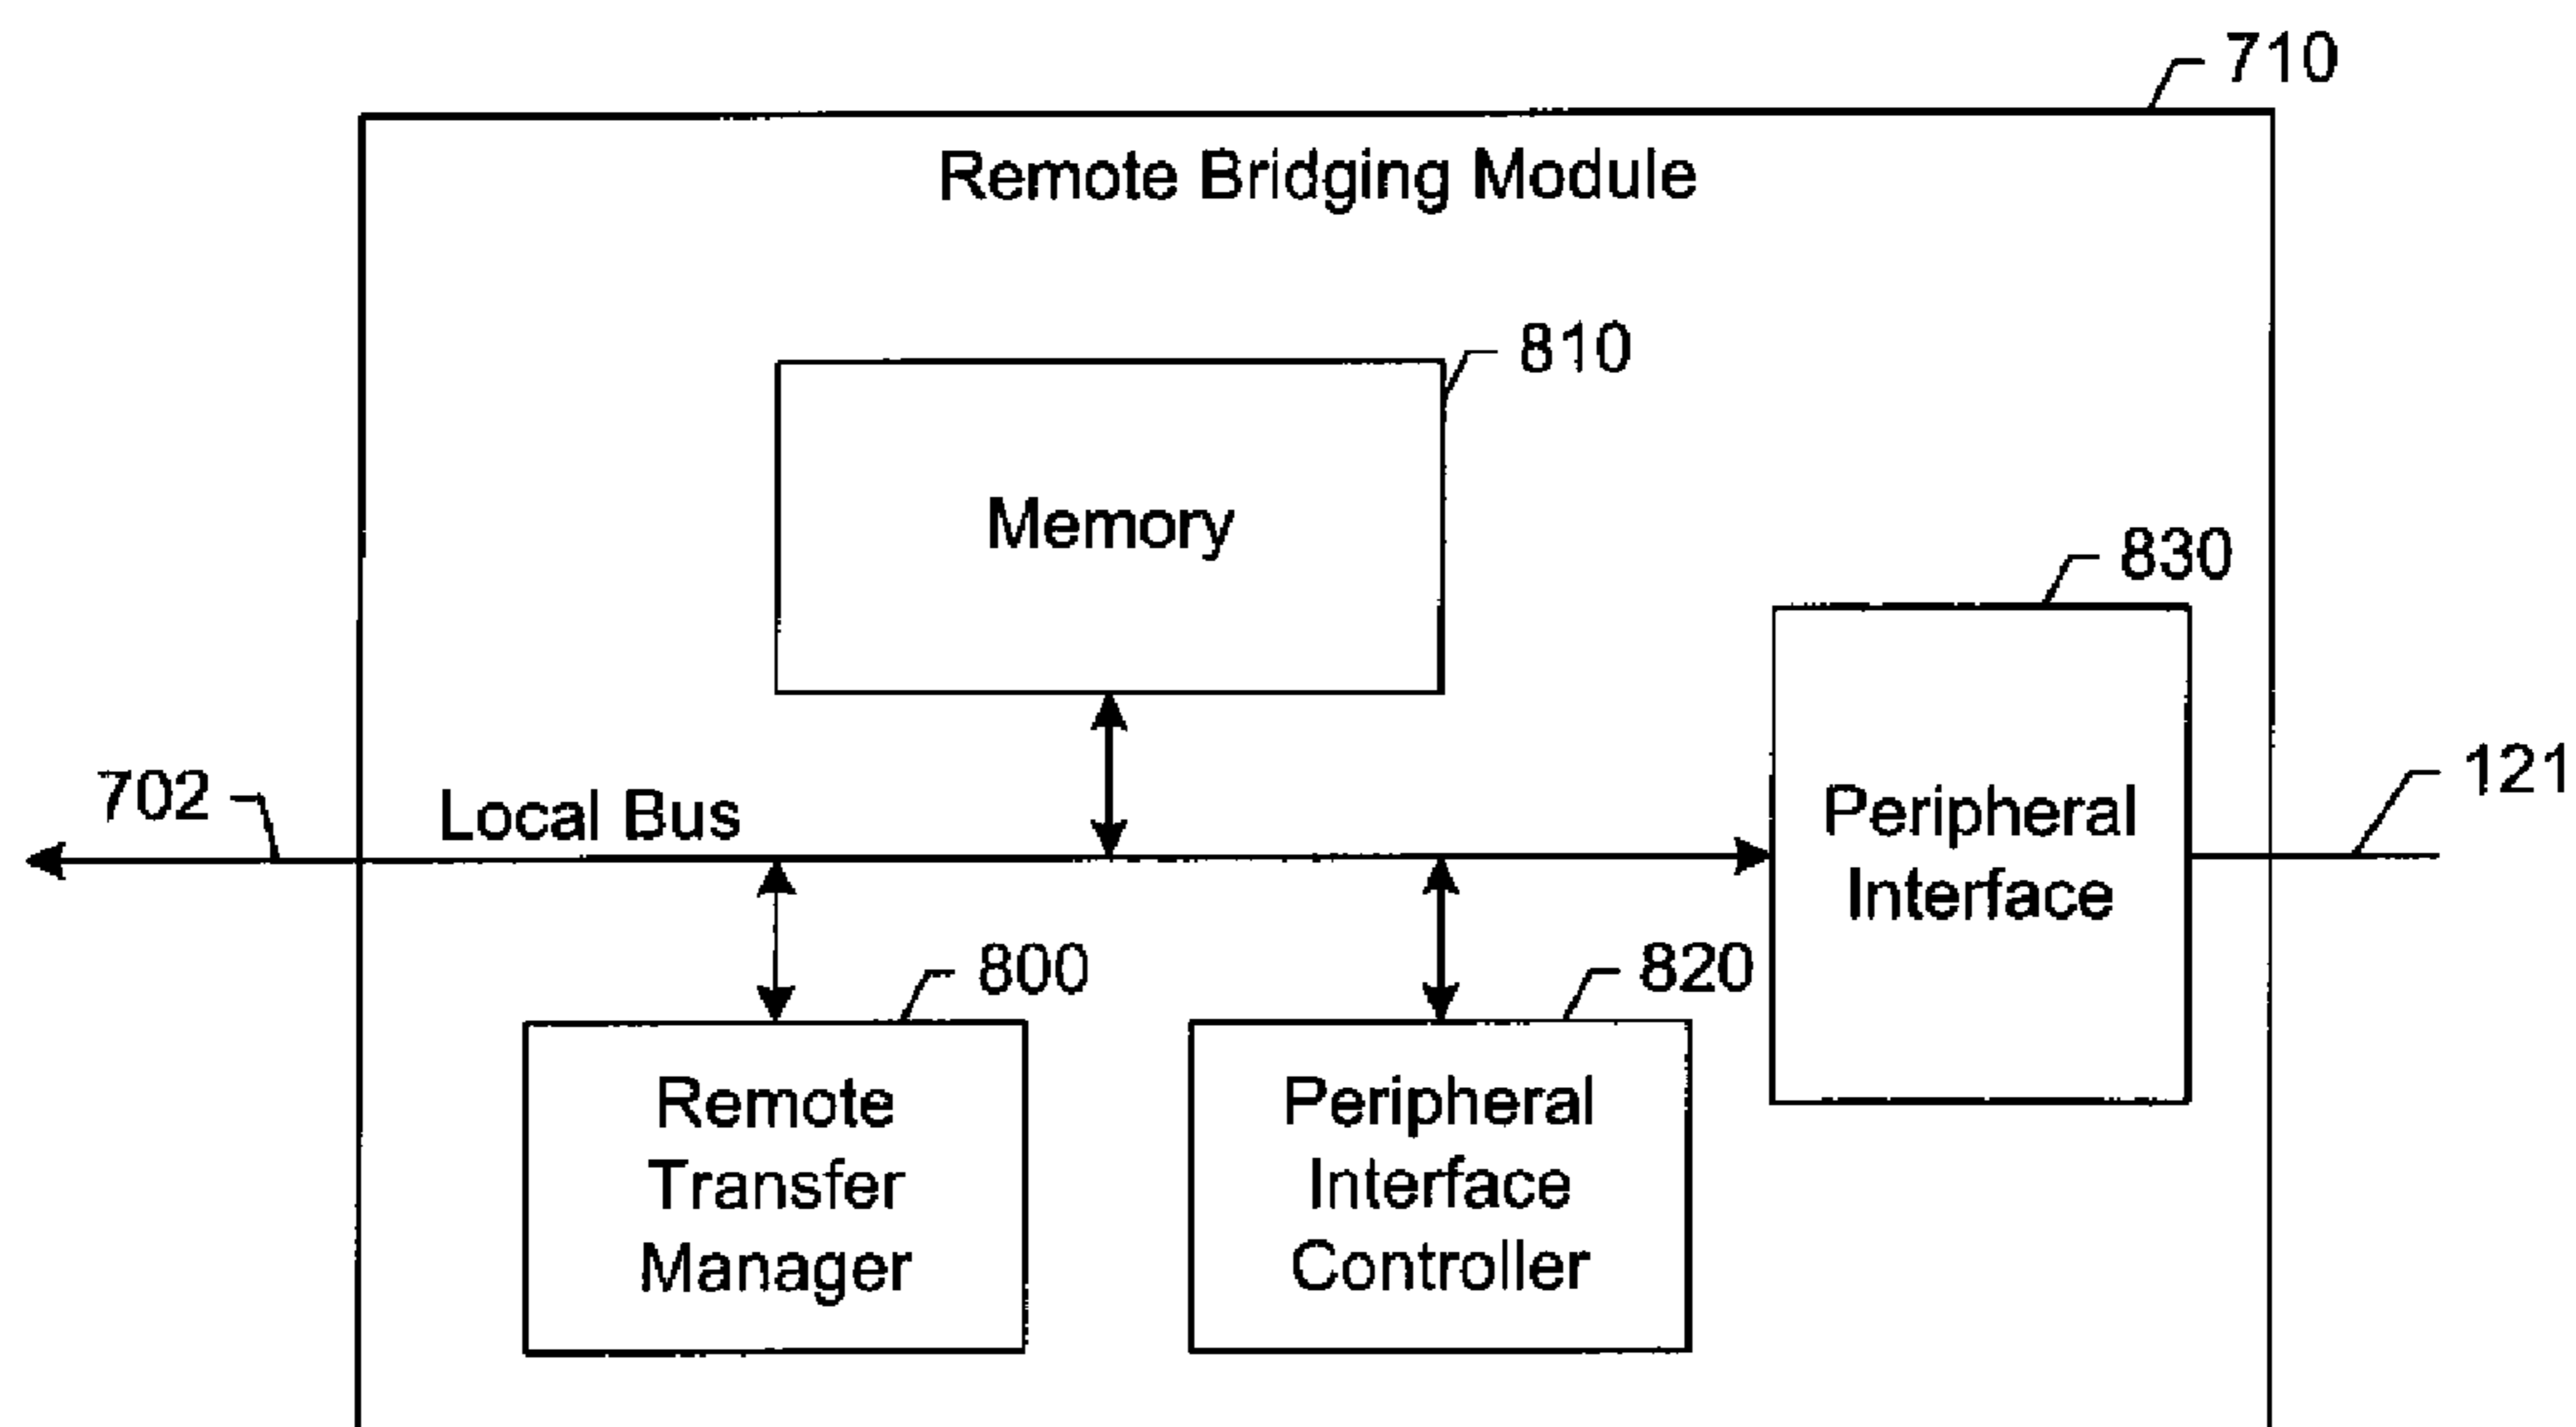 710
Remote Bridging Module
810
Memory
830
Peripheral
Interface
121
702
Local Bus
800
Remote
Transfer
Manager
820
Peripheral
Interface
Controller